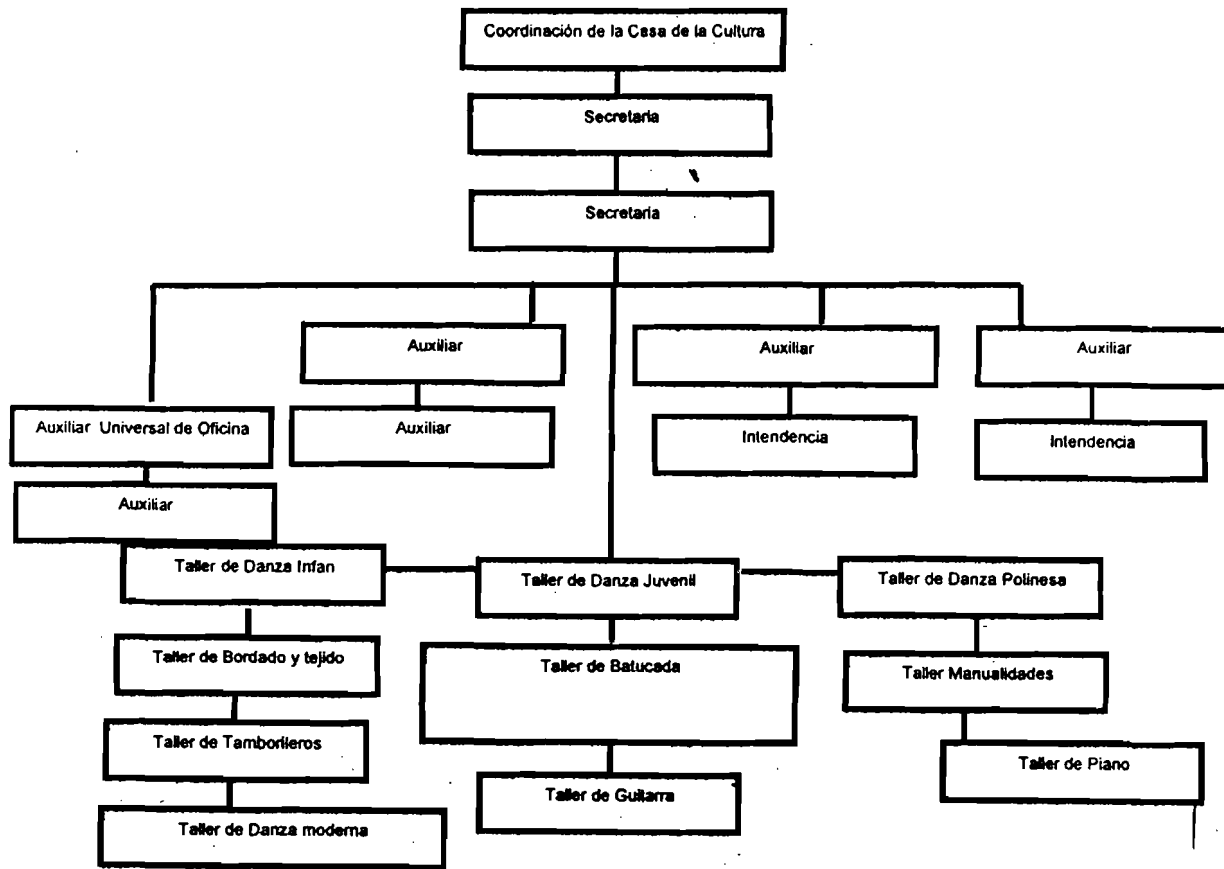 Coordinación de la Casa de la Cultura
Secretaria
Secretaria
Auxiliar
Auxiliar
Auxiliar
Auxiliar Universal de Oficina
Auxiliar
Intendencia
Intendencia
Auxiliar
Taller de Danza Infan
Taller de Danza Juvenil
Taller de Danza Polinesa
Taller de Bordado y tejido
Taller de Batucada
Taller Manualidades
Taller de Tamborileros
Taller de Piano
Taller de Guitarra
Taller de Danza moderna